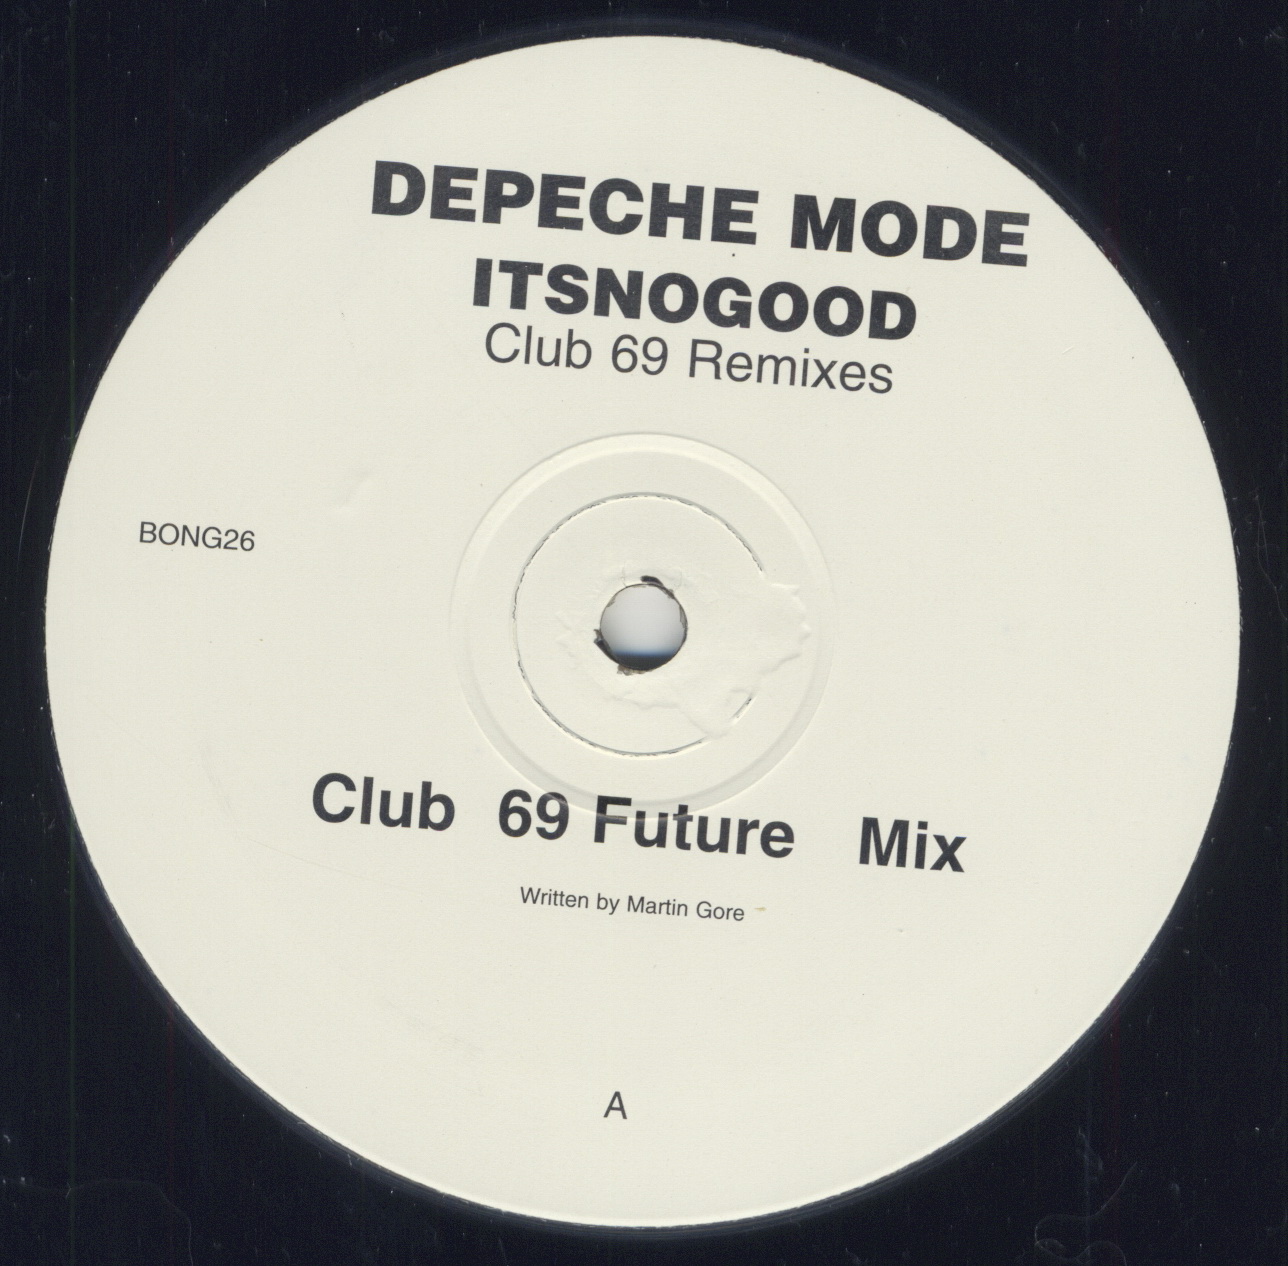 DEPECHE MODE
ITSNOGOOD
Club 69 Remixes
BONG26
Club 69 Future Mix
Written by Martin Gore
A